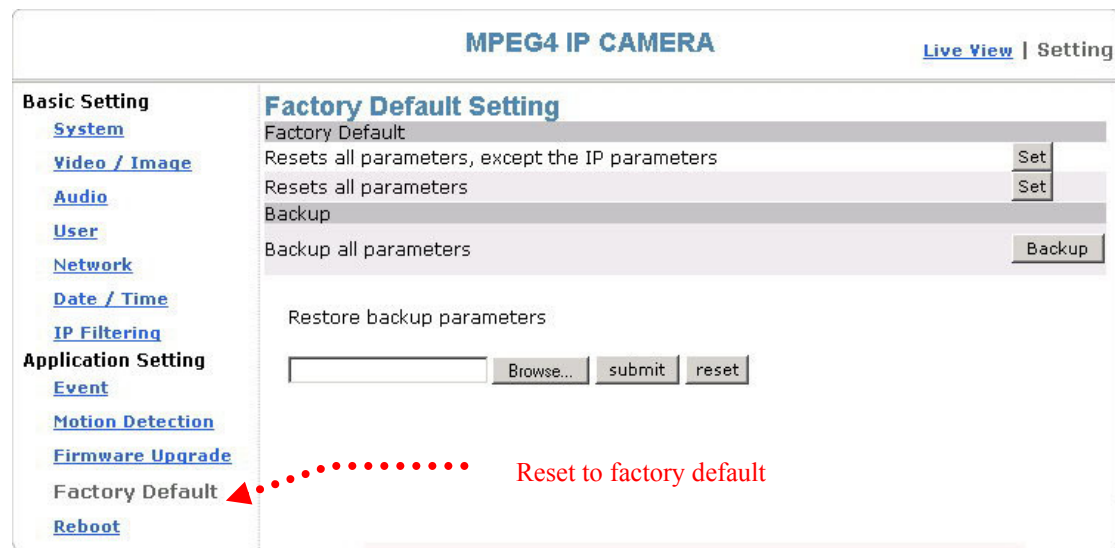 MPEG4 IP CAMERA
Live View | Setting
Basic Setting
System
Video / Image
Audio
User
Network
Date / Time
IP Filtering
Application Setting
Event
Motion Detection
Firmware Upgrade
Factory Default
Reboot
Factory Default Setting
Factory Default
Resets all parameters, except the IP parameters Set
Resets all parameters Set
Backup
Backup all parameters Backup
Restore backup parameters
Browse... submit reset
Reset to factory default